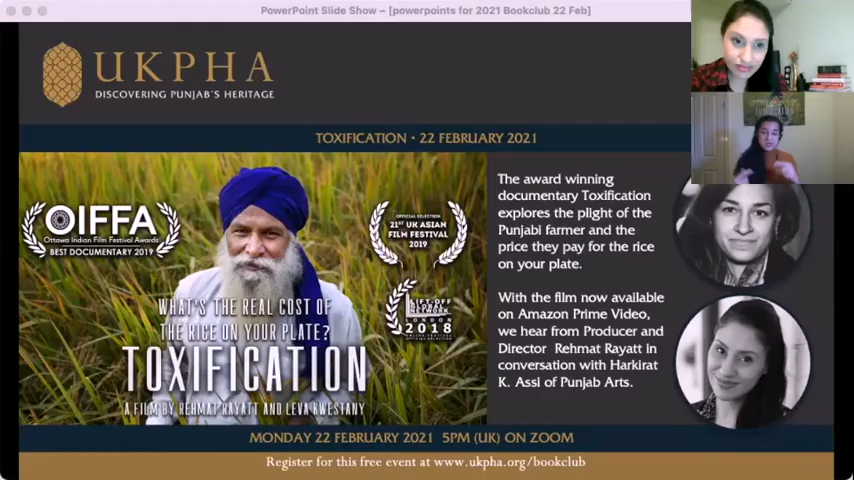 PowerPoint Slide Show – [powerpoints for 2021 Bookclub 22 Feb]
UKPHA
DISCOVERING PUNJAB'S HERITAGE
TOXIFICATION • 22 FEBRUARY 2021
OIFFA
Ottawa Indian Film Festival Awards
BEST DOCUMENTARY 2019
OFFICIAL SELECTION
21ST UK ASIAN
FILM FESTIVAL
2019
LIFT-OFF
GLOBAL
NETWORK
LONDON
2018
WHAT'S THE REAL COST OF
THE RICE ON YOUR PLATE?
TOXIFICATION
A FILM BY REHMAT RAYATT AND LEVA KWESTANY
The award winning
documentary Toxification
explores the plight of the
Punjabi farmer and the
price they pay for the rice
on your plate.
With the film now available
on Amazon Prime Video,
we hear from Producer and
Director Rehmat Rayatt in
conversation with Harkirat
K. Assi of Punjab Arts.
MONDAY 22 FEBRUARY 2021 5PM (UK) ON ZOOM
Register for this free event at www.ukpha.org/bookclub